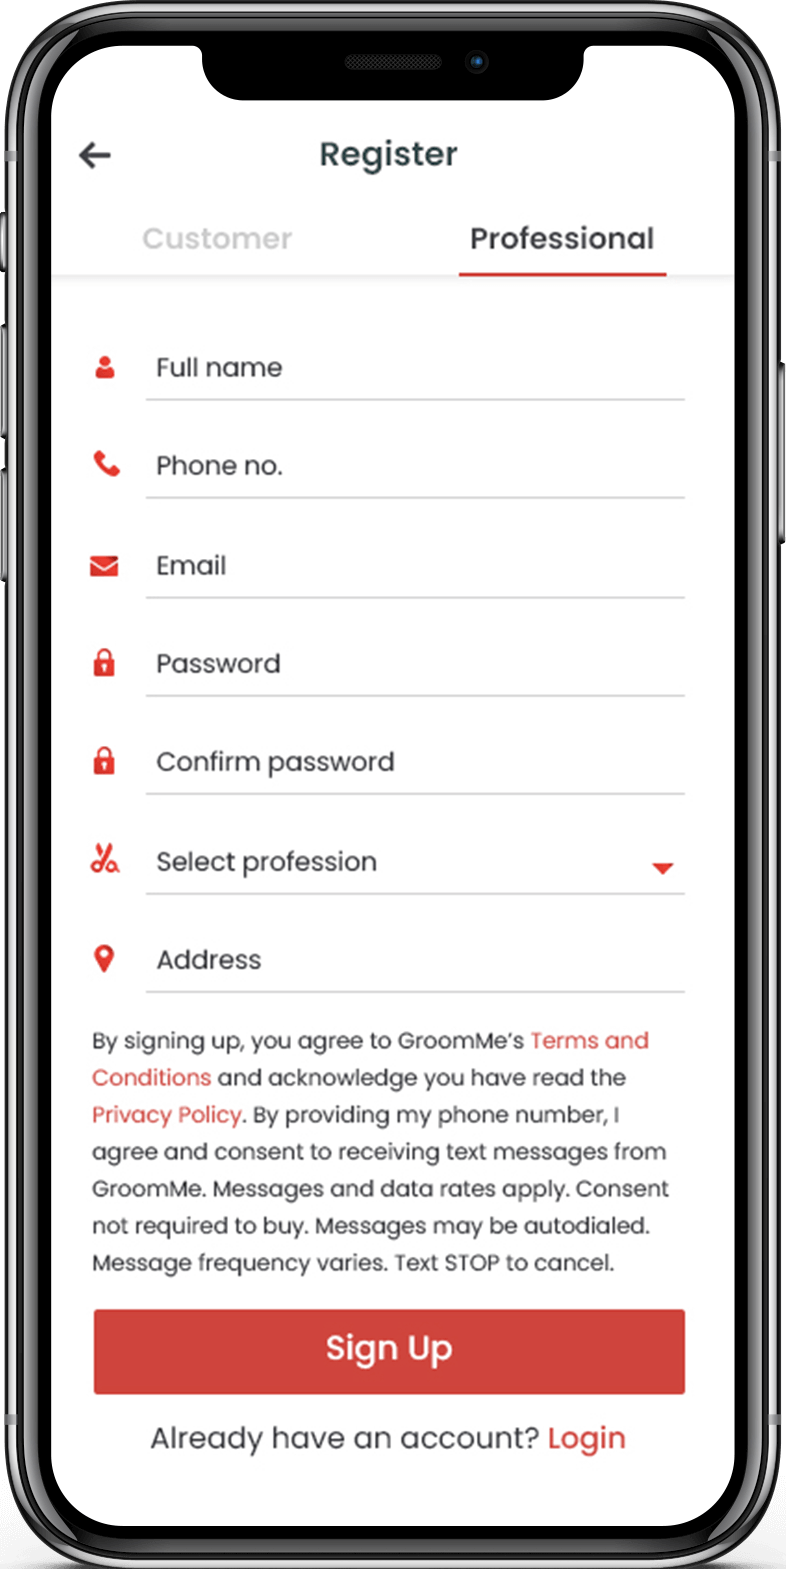 Register
Customer
Professional
Full name
Phone no.
Email
Password
Confirm password
Select profession
Address
By signing up, you agree to GroomMe's Terms and
Conditions and acknowledge you have read the
Privacy Policy. By providing my phone number, I
agree and consent to receiving text messages from
GroomMe. Messages and data rates apply. Consent
not required to buy. Messages may be autodialed.
Message frequency varies. Text STOP to cancel.
Sign Up
Already have an account? Login